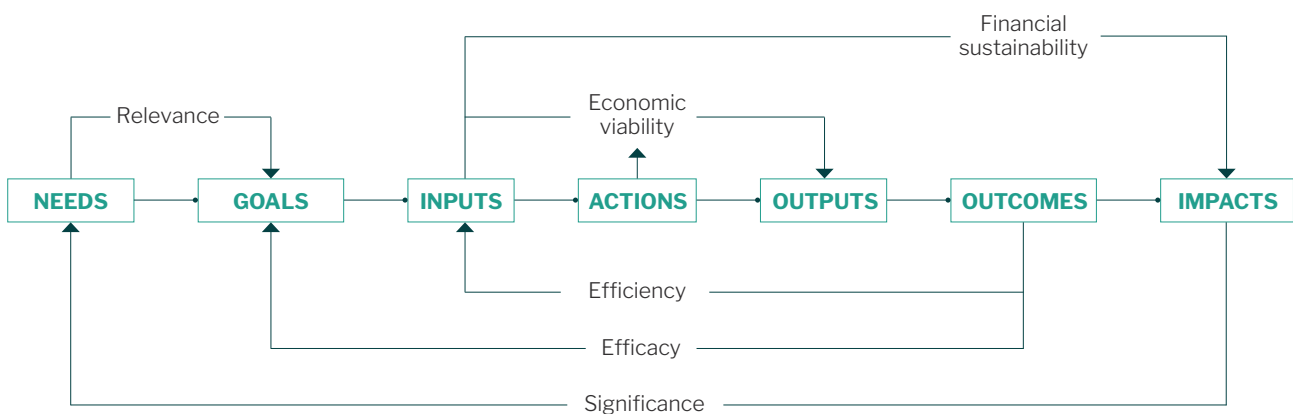 Financial
sustainability
Economic
viability
Relevance
NEEDS
GOALS
INPUTS
ACTIONS
OUTPUTS
OUTCOMES
IMPACTS
Efficiency
Efficacy
Significance